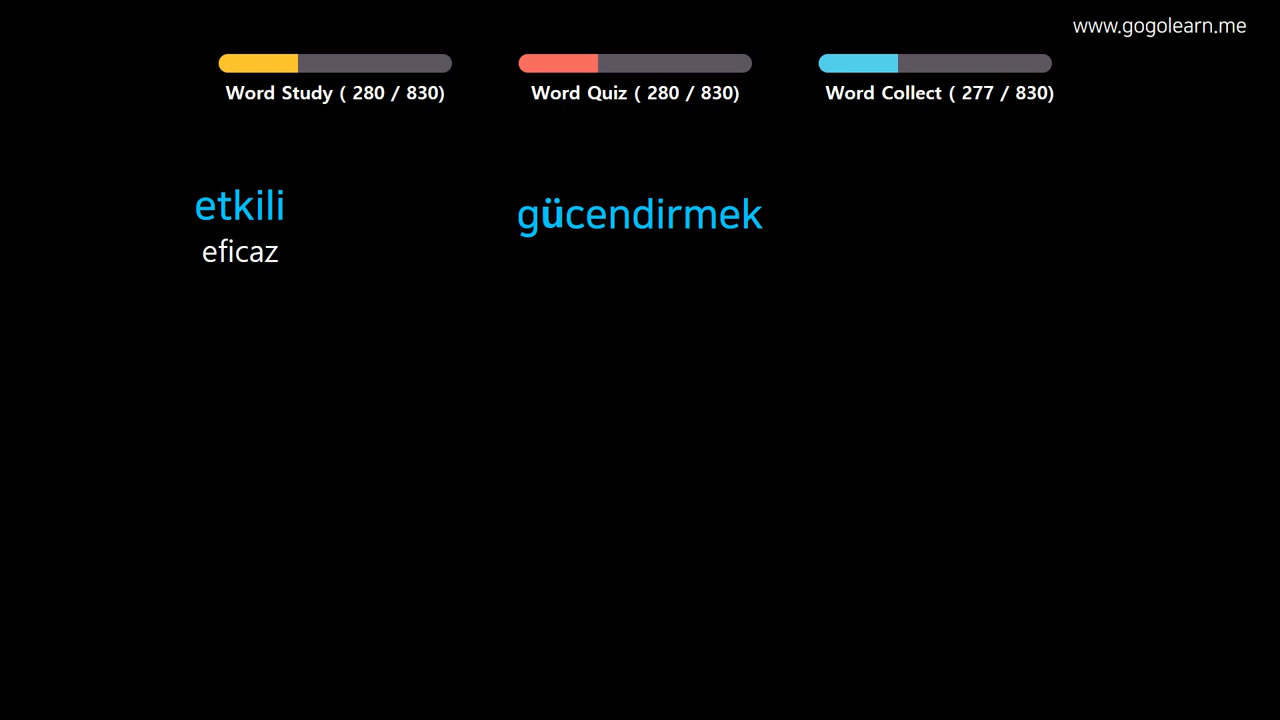 www.gogolearn.me
Word Study ( 280 / 830)
Word Quiz ( 280 / 830)
Word Collect ( 277 / 830)
etkili
eficaz
gücendirmek